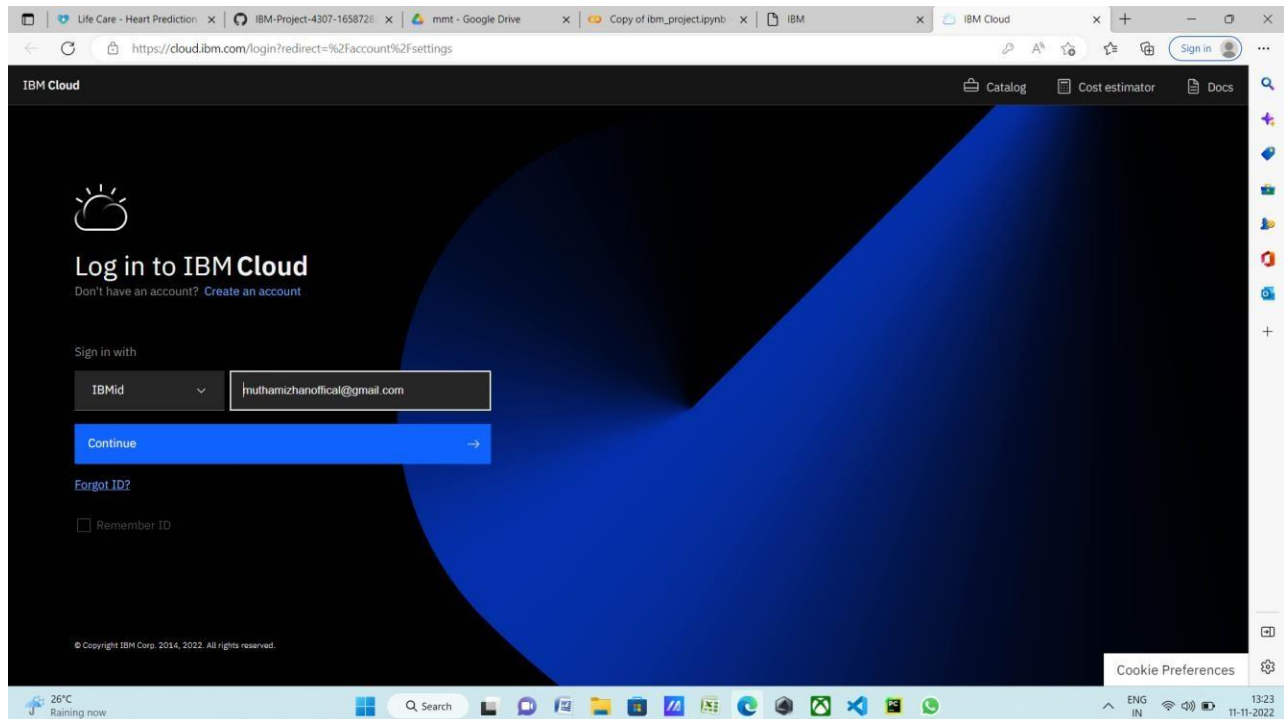 Life Care - Heart Prediction
IBM-Project-4307-1658728
mmt - Google Drive
Copy of ibm_project.ipynb -
IBM
IBM Cloud
https://cloud.ibm.com/login?redirect=%2Faccount%2Fsettings
Sign in
IBM Cloud
Catalog
Cost estimator
Docs
Log in to IBM Cloud
Don't have an account? Create an account
Sign in with
IBMid
muthamizhanoffical@gmail.com
Continue
Forgot ID?
Remember ID
© Copyright IBM Corp. 2014, 2022. All rights reserved.
Cookie Preferences
26°C
Raining now
Search
ENG
IN
13:23
11-11-2022